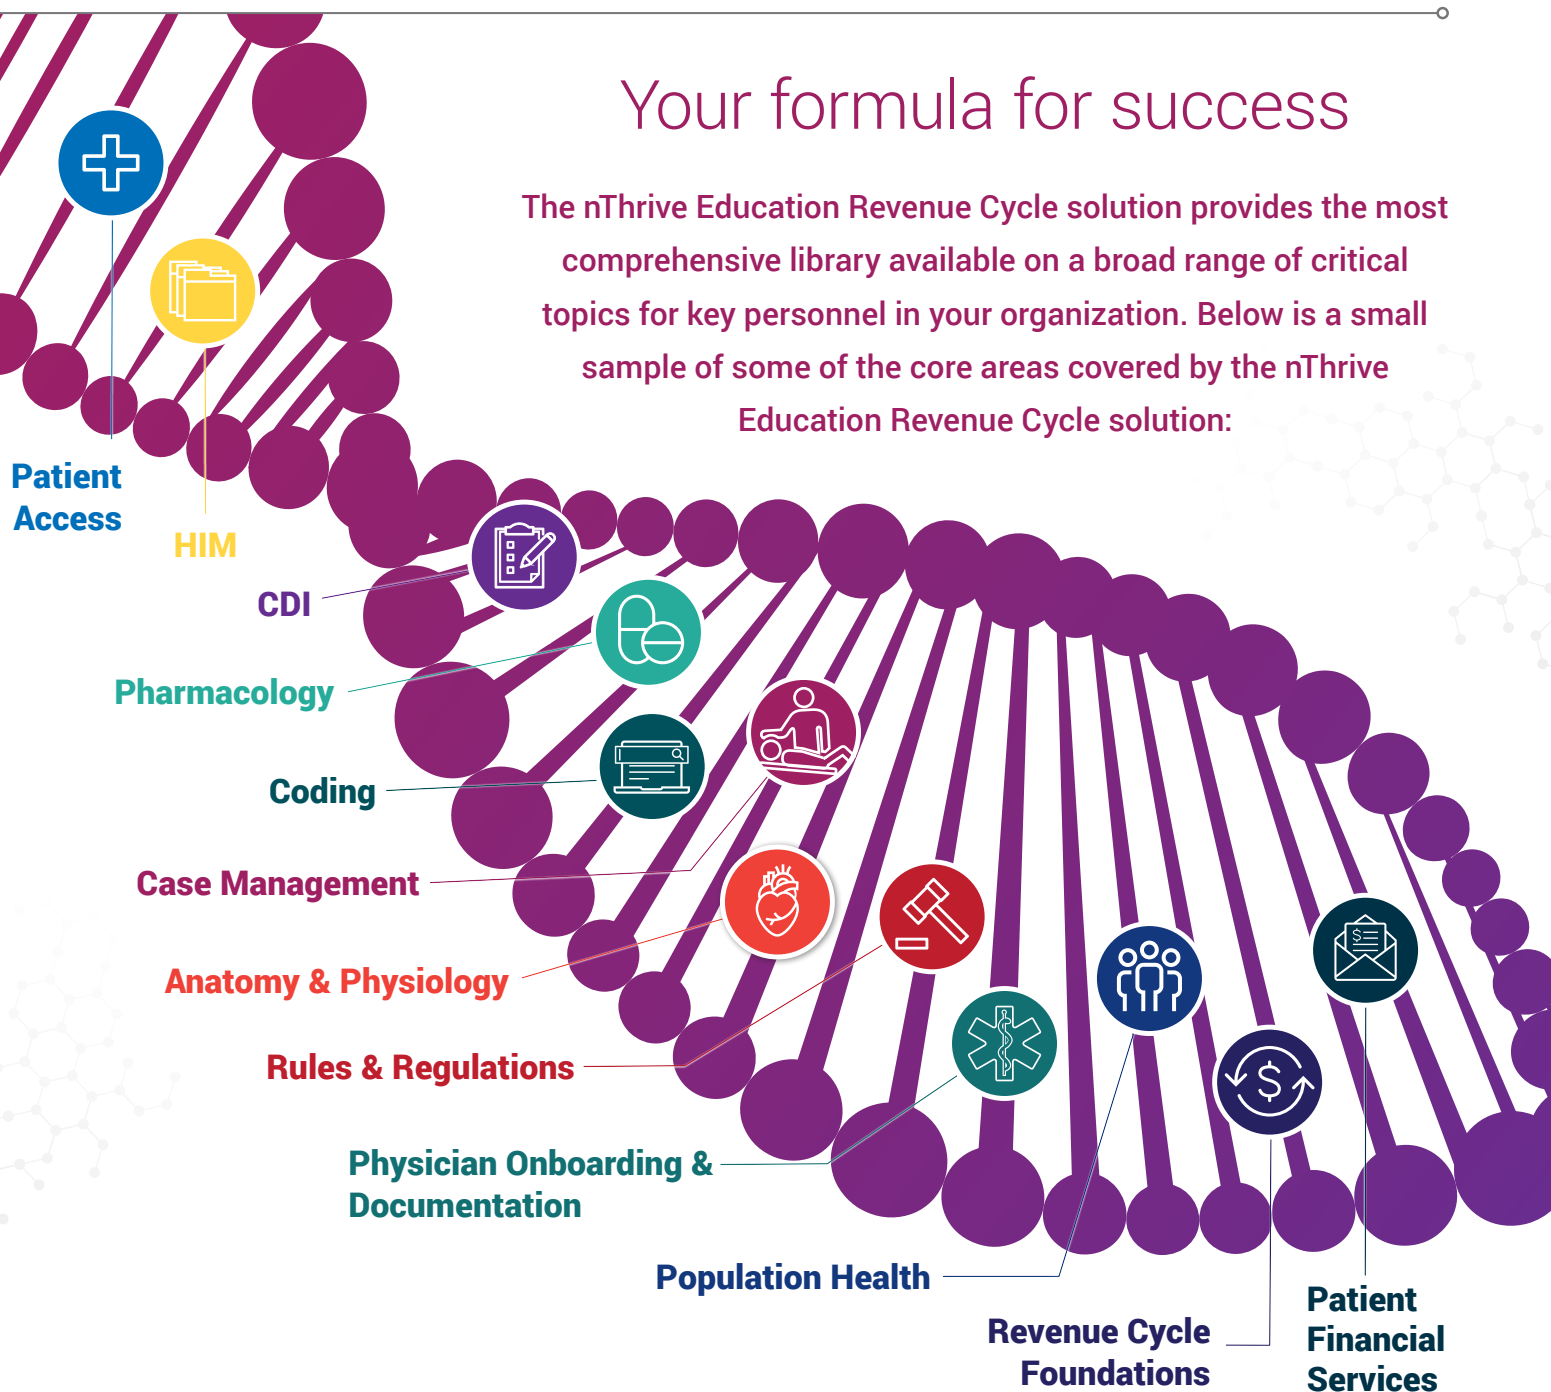 Your formula for success
The nThrive Education Revenue Cycle solution provides the most
comprehensive library available on a broad range of critical
topics for key personnel in your organization. Below is a small
sample of some of the core areas covered by the nThrive
Education Revenue Cycle solution:
Patient
Access
HIM
CDI
Pharmacology
Coding
Case Management
Anatomy & Physiology
Rules & Regulations
Physician Onboarding &
Documentation
Population Health
Revenue Cycle
Foundations
Patient
Financial
Services
$
$